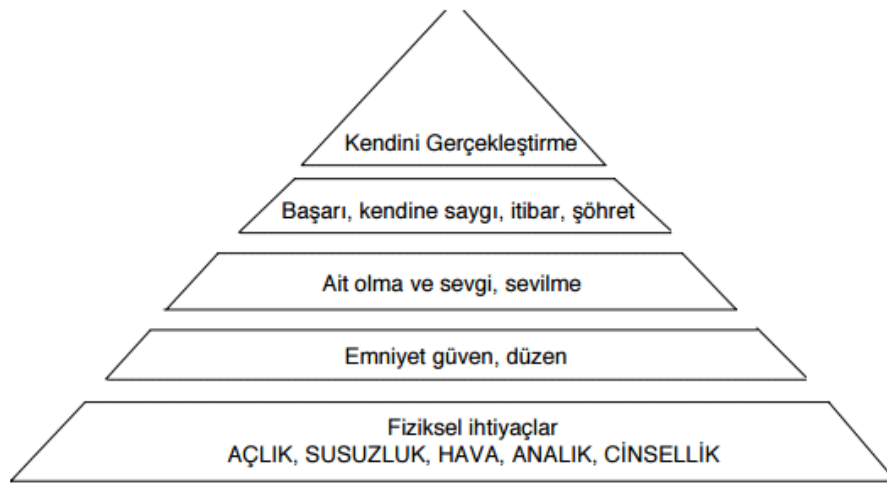 Kendini Gerçekleştirme
Başarı, kendine saygı, itibar, şöhret
Ait olma ve sevgi, sevilme
Emniyet güven, düzen
Fiziksel ihtiyaçlar
AÇLIK, SUSUZLUK, HAVA, ANALIK, CİNSELLİK